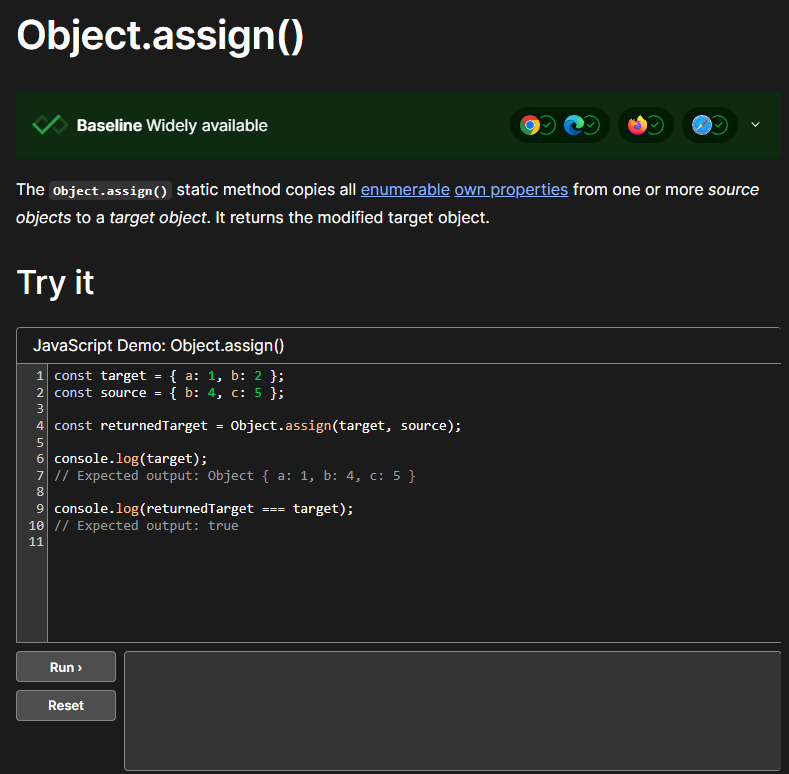 Object.assign()
Baseline Widely available
The Object.assign() static method copies all enumerable own properties from one or more source
objects to a target object. It returns the modified target object.
Try it
JavaScript Demo: Object.assign()
1 const target = { a: 1, b: 2 };
2 const source = { b: 4, c: 5 };
3
4 const returnedTarget = Object.assign(target, source);
5
6 console.log(target);
7 // Expected output: Object { a: 1, b: 4, c: 5 }
8
9 console.log(returnedTarget === target);
10 // Expected output: true
11
Run ›
Reset